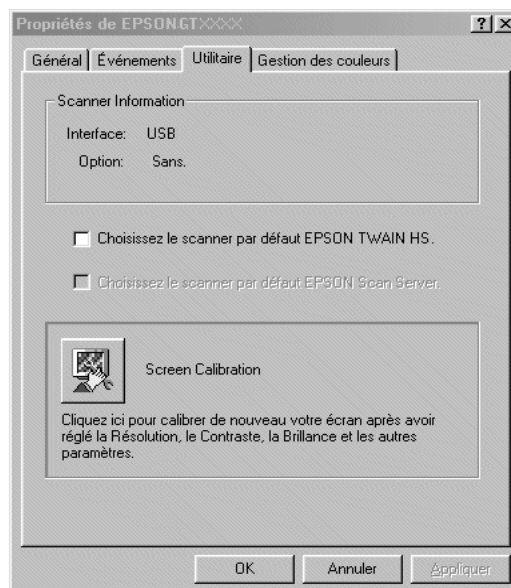 Propriétés de EPSON GTXXXX
Général
Événements
Utilitaire
Gestion des couleurs
Scanner Information
Interface: USB
Option: Sans.
Choisissez le scanner par défaut EPSON TWAIN HS.
Choisissez le scanner par défaut EPSON Scan Server.
Screen Calibration
Cliquez ici pour calibrer de nouveau votre écran après avoir
réglé la Résolution, le Contraste, la Brillance et les autres
paramètres.
OK
Annuler
Appliquer